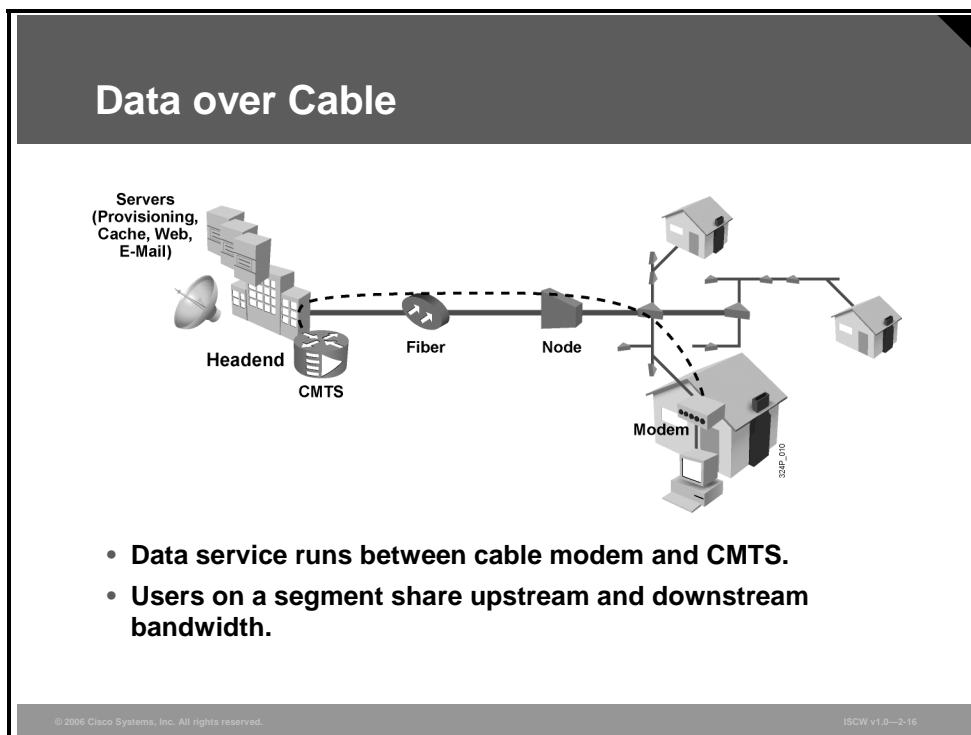 Data over Cable
Servers
(Provisioning,
Cache, Web,
E-Mail)
Headend
CMTS
Fiber
Node
Modem
324P_010
• Data service runs between cable modem and CMTS.
• Users on a segment share upstream and downstream
bandwidth.
© 2006 Cisco Systems, Inc. All rights reserved.
ISCW v1.0—2-16